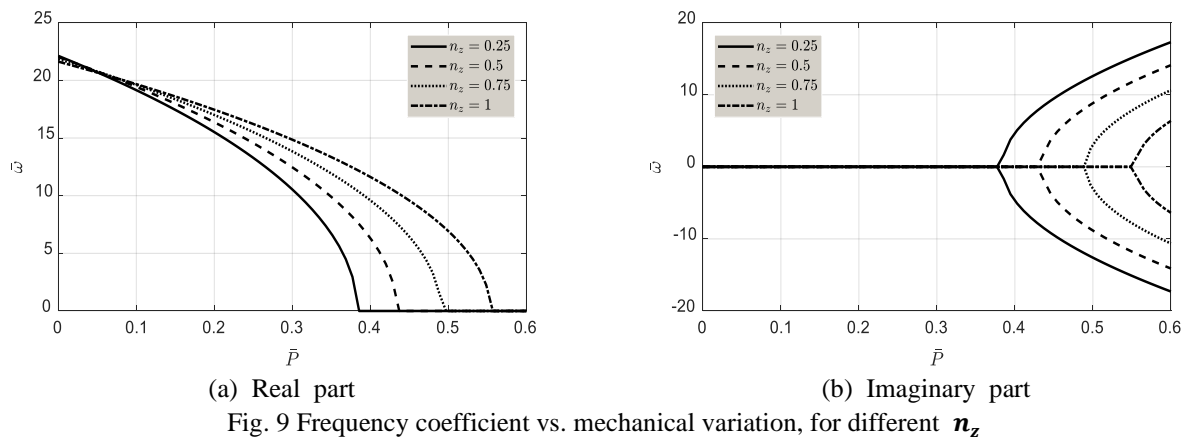 25
20
15
10
5
0
ω̄
0 0.1 0.2 0.3 0.4 0.5 0.6
P̄
n_z = 0.25
n_z = 0.5
n_z = 0.75
n_z = 1
(a) Real part
20
10
0
-10
-20
ω̄
0 0.1 0.2 0.3 0.4 0.5 0.6
P̄
n_z = 0.25
n_z = 0.5
n_z = 0.75
n_z = 1
(b) Imaginary part
Fig. 9 Frequency coefficient vs. mechanical variation, for different n_z